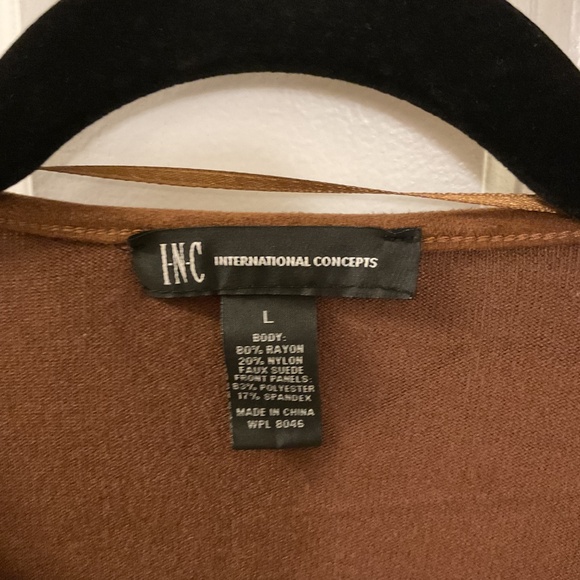 I·N·C INTERNATIONAL CONCEPTS
L
BODY:
80% RAYON
20% NYLON
FAUX SUEDE
FRONT PANELS:
83% POLYESTER
17% SPANDEX
MADE IN CHINA
WPL 8046